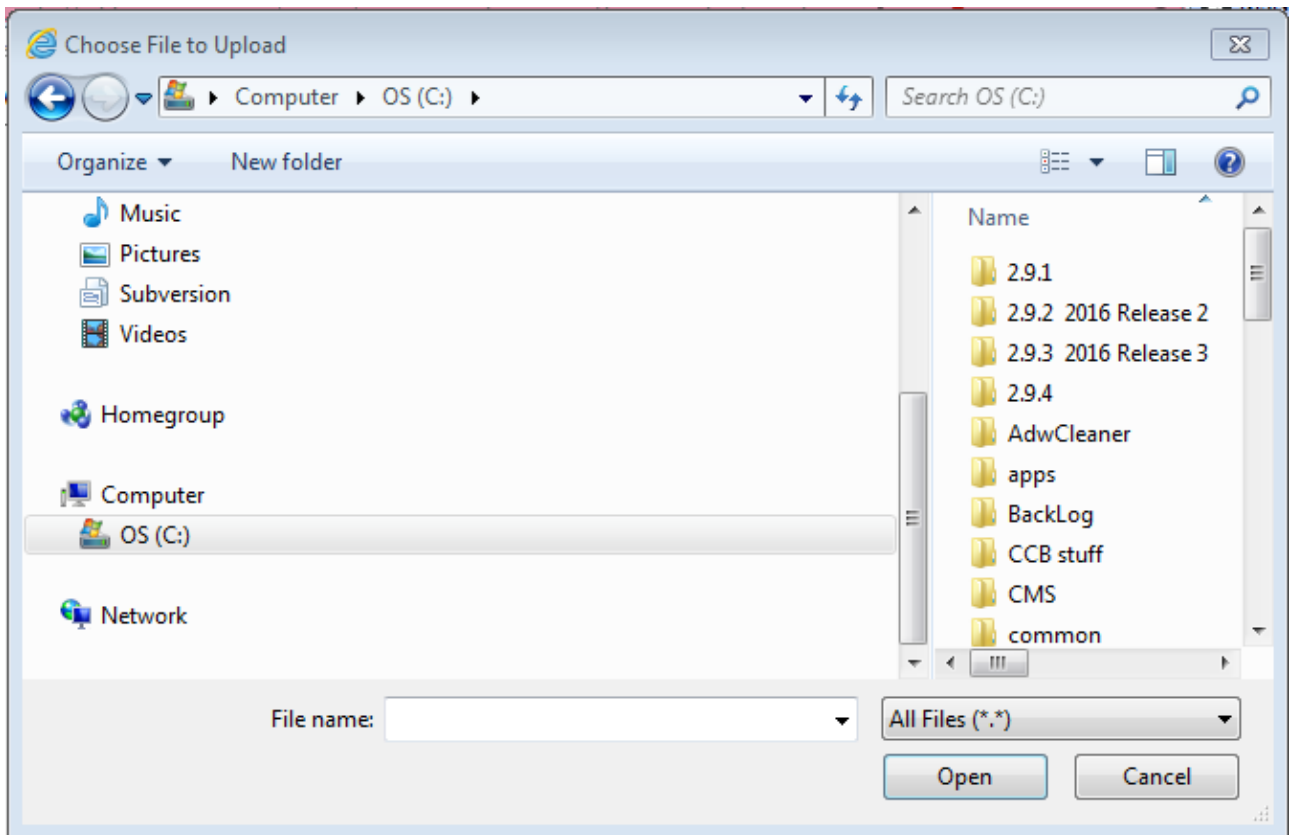 Choose File to Upload
Computer OS (C:)
Search OS (C:)
Organize
New folder
Music
Pictures
Subversion
Videos
Homegroup
Computer
OS (C:)
Network
Name
2.9.1
2.9.2 2016 Release 2
2.9.3 2016 Release 3
2.9.4
AdwCleaner
apps
BackLog
CCB stuff
CMS
common
File name:
All Files (*.*)
Open
Cancel